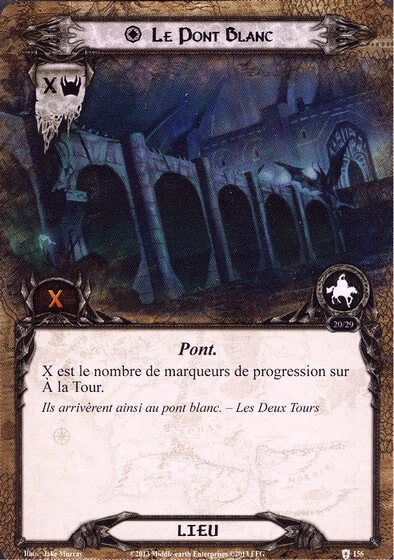 LE PONT BLANC
X
X
20/29
Pont.
X est le nombre de marqueurs de progression sur
À la Tour.
Ils arrivèrent ainsi au pont blanc. – Les Deux Tours
LIEU
Illus. Jake Murray
©2013 Middle-earth Enterprises ©2013 FFG
156